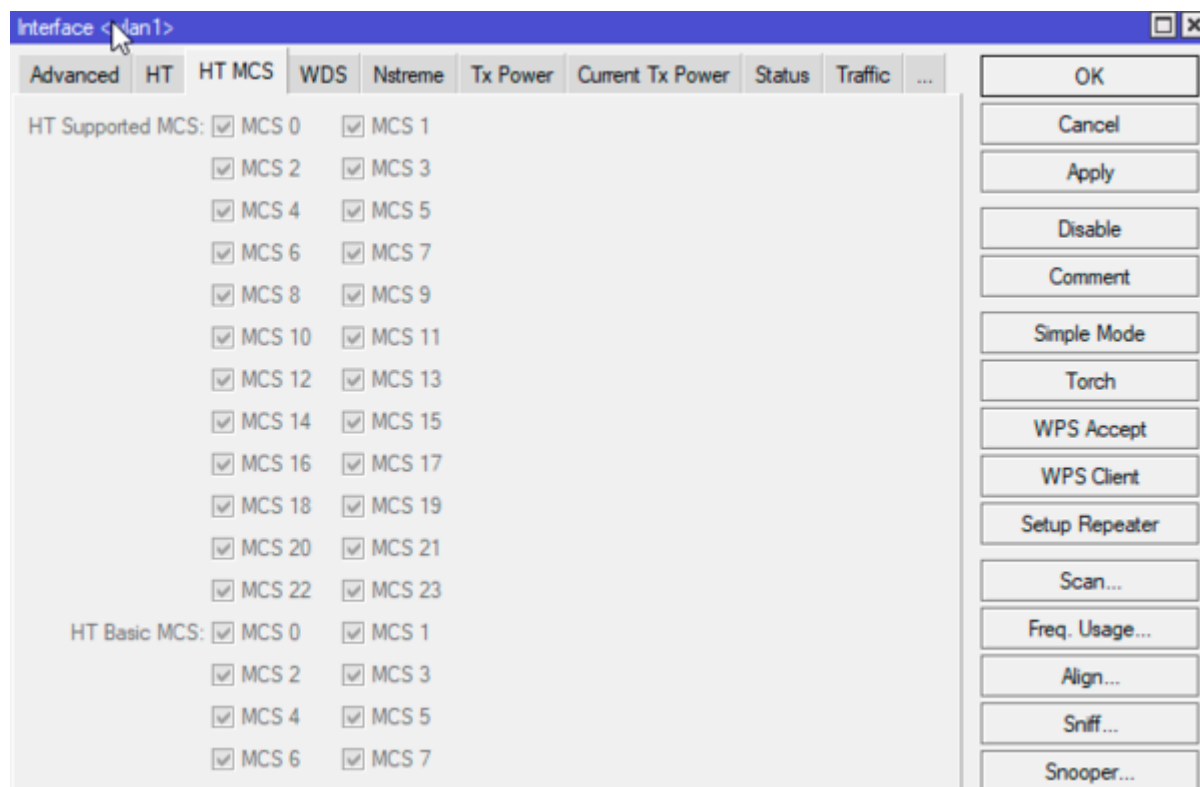 Interface <wlan1>
Advanced HT HT MCS WDS Nstreme Tx Power Current Tx Power Status Traffic ...
OK
Cancel
Apply
Disable
Comment
Simple Mode
Torch
WPS Accept
WPS Client
Setup Repeater
Scan...
Freq. Usage...
Align...
Sniff...
Snooper...
HT Supported MCS: MCS 0 MCS 1
MCS 2 MCS 3
MCS 4 MCS 5
MCS 6 MCS 7
MCS 8 MCS 9
MCS 10 MCS 11
MCS 12 MCS 13
MCS 14 MCS 15
MCS 16 MCS 17
MCS 18 MCS 19
MCS 20 MCS 21
MCS 22 MCS 23
HT Basic MCS: MCS 0 MCS 1
MCS 2 MCS 3
MCS 4 MCS 5
MCS 6 MCS 7